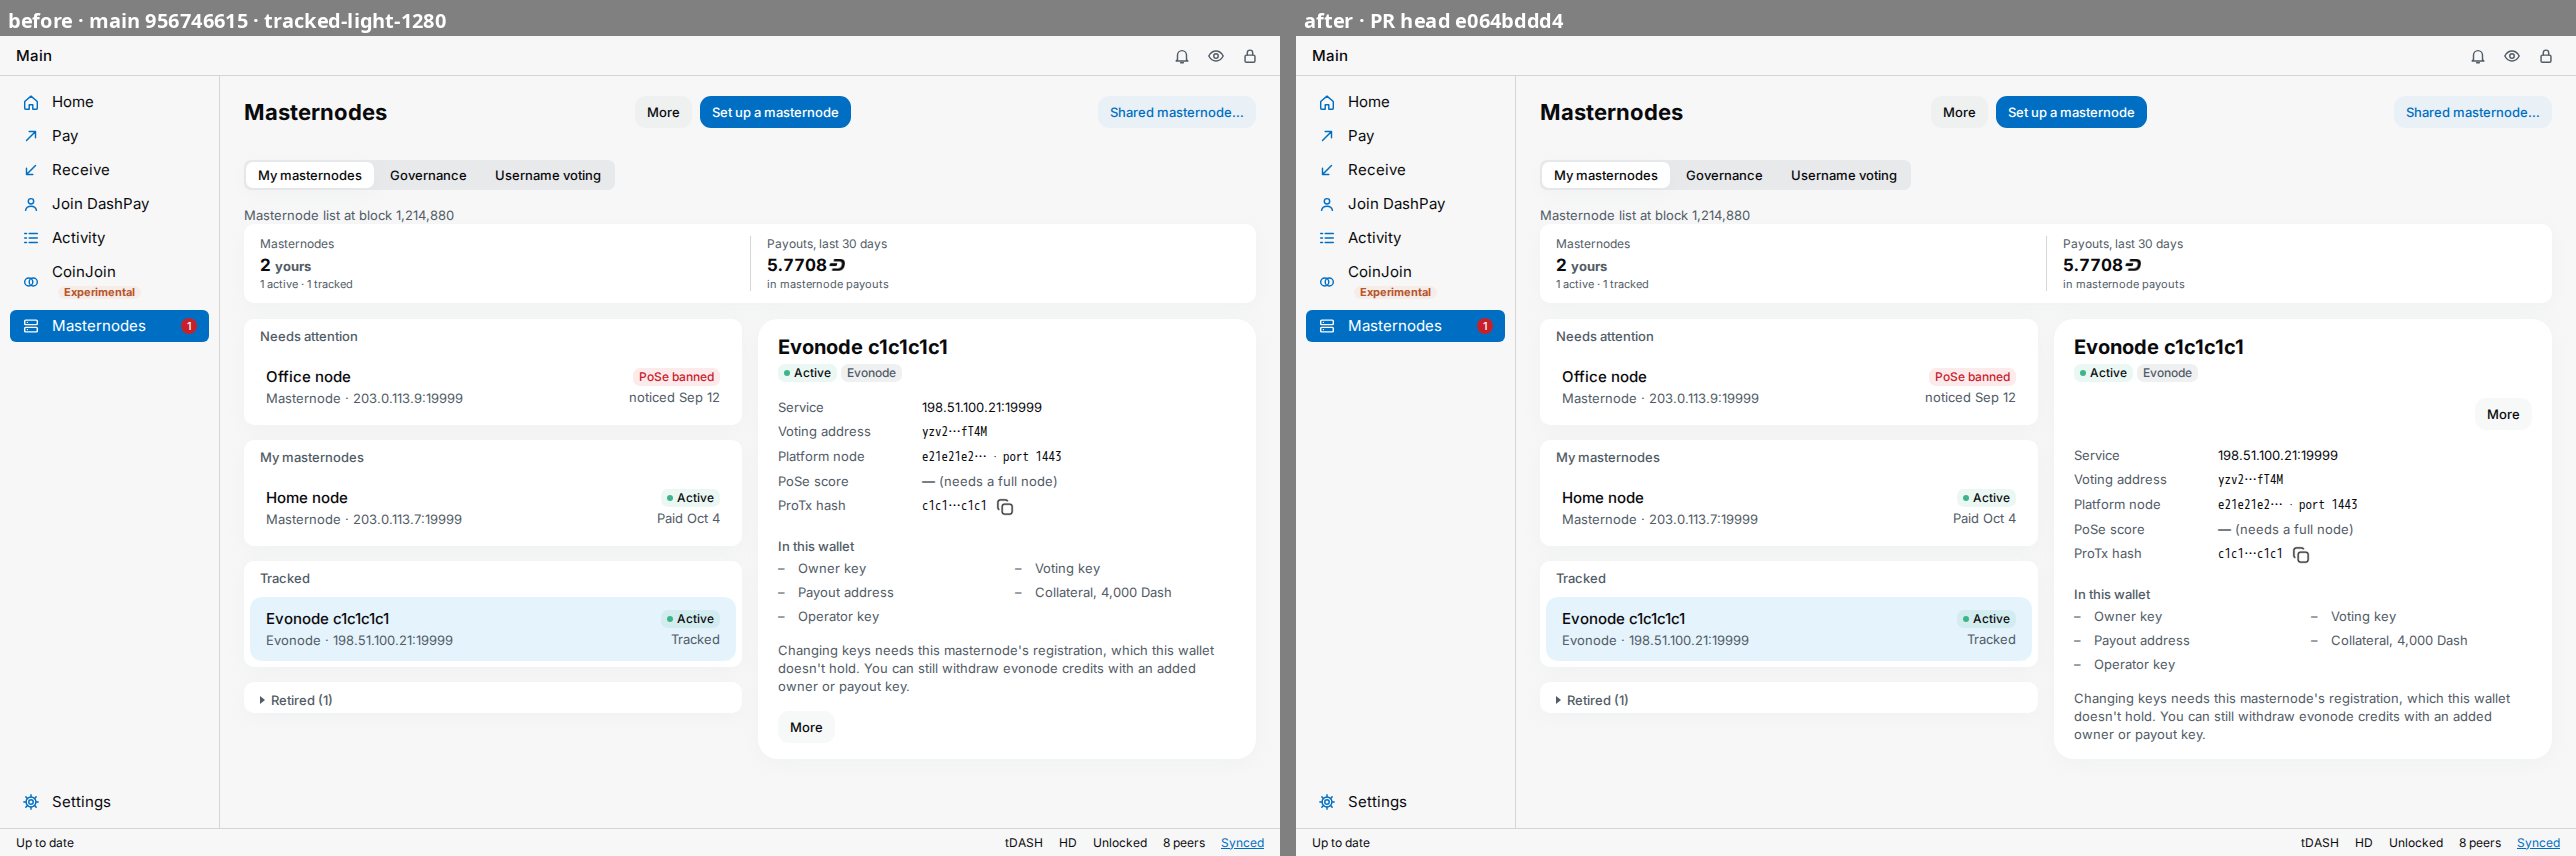 before · main 956746615 · tracked-light-1280
Main
Home
Pay
Receive
Join DashPay
Activity
CoinJoin
Experimental
Masternodes 1
Settings
Masternodes
More
Set up a masternode
Shared masternode...
My masternodes
Governance
Username voting
Masternode list at block 1,214,880
Masternodes
2 yours
1 active · 1 tracked
Payouts, last 30 days
5.7708
in masternode payouts
Needs attention
Office node PoSe banned
Masternode · 203.0.113.9:19999 noticed Sep 12
My masternodes
Home node Active
Masternode · 203.0.113.7:19999 Paid Oct 4
Tracked
Evonode c1c1c1c1 Active
Evonode · 198.51.100.21:19999 Tracked
Retired (1)
Evonode c1c1c1c1
Active Evonode
Service 198.51.100.21:19999
Voting address yzv2···fT4M
Platform node e21e21e2··· · port 1443
PoSe score — (needs a full node)
ProTx hash c1c1···c1c1
In this wallet
– Owner key – Voting key
– Payout address – Collateral, 4,000 Dash
– Operator key
Changing keys needs this masternode's registration, which this wallet
doesn't hold. You can still withdraw evonode credits with an added
owner or payout key.
More
Up to date
tDASH HD Unlocked 8 peers Synced
after · PR head e064bddd4
Main
Home
Pay
Receive
Join DashPay
Activity
CoinJoin
Experimental
Masternodes 1
Settings
Masternodes
More
Set up a masternode
Shared masternode...
My masternodes
Governance
Username voting
Masternode list at block 1,214,880
Masternodes
2 yours
1 active · 1 tracked
Payouts, last 30 days
5.7708
in masternode payouts
Needs attention
Office node PoSe banned
Masternode · 203.0.113.9:19999 noticed Sep 12
My masternodes
Home node Active
Masternode · 203.0.113.7:19999 Paid Oct 4
Tracked
Evonode c1c1c1c1 Active
Evonode · 198.51.100.21:19999 Tracked
Retired (1)
Evonode c1c1c1c1
Active Evonode
More
Service 198.51.100.21:19999
Voting address yzv2···fT4M
Platform node e21e21e2··· · port 1443
PoSe score — (needs a full node)
ProTx hash c1c1···c1c1
In this wallet
– Owner key – Voting key
– Payout address – Collateral, 4,000 Dash
– Operator key
Changing keys needs this masternode's registration, which this wallet
doesn't hold. You can still withdraw evonode credits with an added
owner or payout key.
Up to date
tDASH HD Unlocked 8 peers Synced